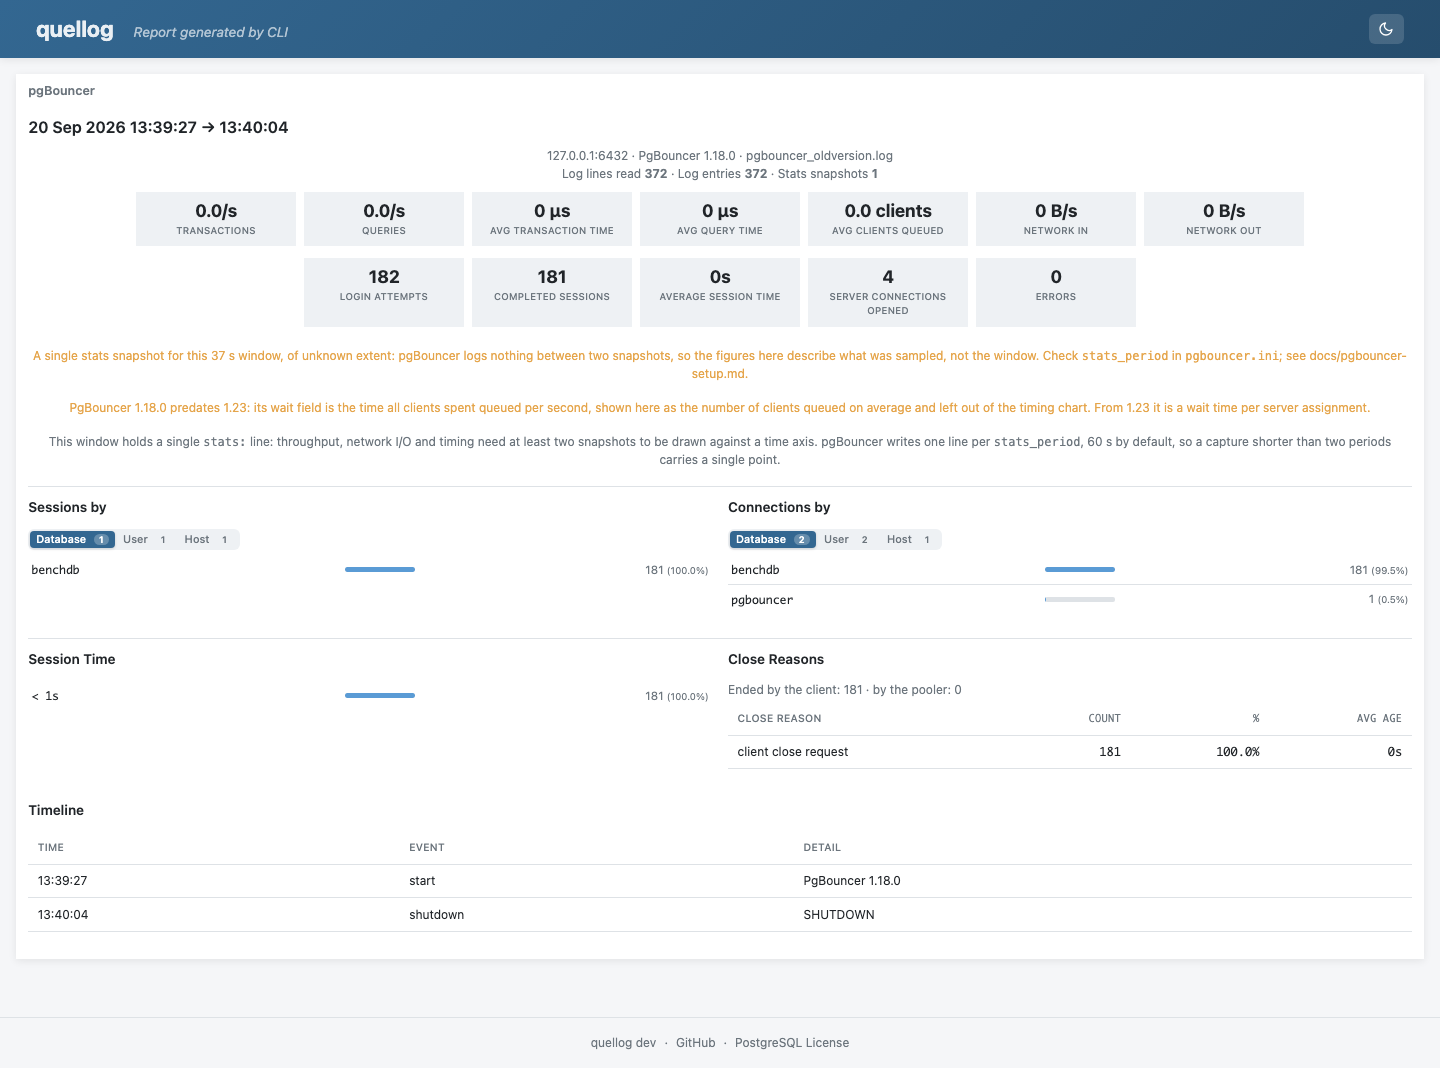 quellog Report generated by CLI
pgBouncer
20 Sep 2026 13:39:27 → 13:40:04
127.0.0.1:6432 · PgBouncer 1.18.0 · pgbouncer_oldversion.log
Log lines read 372 · Log entries 372 · Stats snapshots 1
0.0/s 0.0/s 0 µs 0 µs 0.0 clients 0 B/s 0 B/s
TRANSACTIONS QUERIES AVG TRANSACTION TIME AVG QUERY TIME AVG CLIENTS QUEUED NETWORK IN NETWORK OUT
182 181 0s 4 0
LOGIN ATTEMPTS COMPLETED SESSIONS AVERAGE SESSION TIME SERVER CONNECTIONS OPENED ERRORS
A single stats snapshot for this 37 s window, of unknown extent: pgBouncer logs nothing between two snapshots, so the figures here describe what was sampled, not the window. Check stats_period in pgbouncer.ini; see docs/pgbouncer-
setup.md.
PgBouncer 1.18.0 predates 1.23: its wait field is the time all clients spent queued per second, shown here as the number of clients queued on average and left out of the timing chart. From 1.23 it is a wait time per server assignment.
This window holds a single stats: line: throughput, network I/O and timing need at least two snapshots to be drawn against a time axis. pgBouncer writes one line per stats_period, 60 s by default, so a capture shorter than two periods
carries a single point.
Sessions by
Database 1 User 1 Host 1
benchdb 181 (100.0%)
Connections by
Database 2 User 2 Host 1
benchdb 181 (99.5%)
pgbouncer 1 (0.5%)
Session Time
< 1s 181 (100.0%)
Close Reasons
Ended by the client: 181 · by the pooler: 0
CLOSE REASON COUNT % AVG AGE
client close request 181 100.0% 0s
Timeline
TIME EVENT DETAIL
13:39:27 start PgBouncer 1.18.0
13:40:04 shutdown SHUTDOWN
quellog dev · GitHub · PostgreSQL License